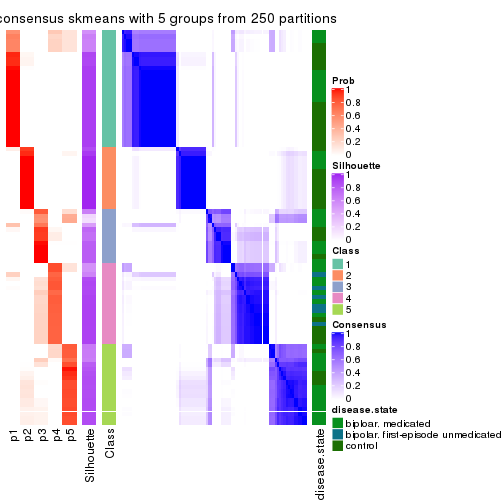 consensus skmeans with 5 groups from 250 partitions
Prob
1
0.8
0.6
0.4
0.2
0
Silhouette
1
0.8
0.6
0.4
0.2
0
Class
1
2
3
4
5
Consensus
1
0.8
0.6
0.4
0.2
0
disease.state
biploar. medicated
bipolar. first-episode unmedicated
control
p1
p2
p3
p4
p5
Silhouette
Class
disease.state